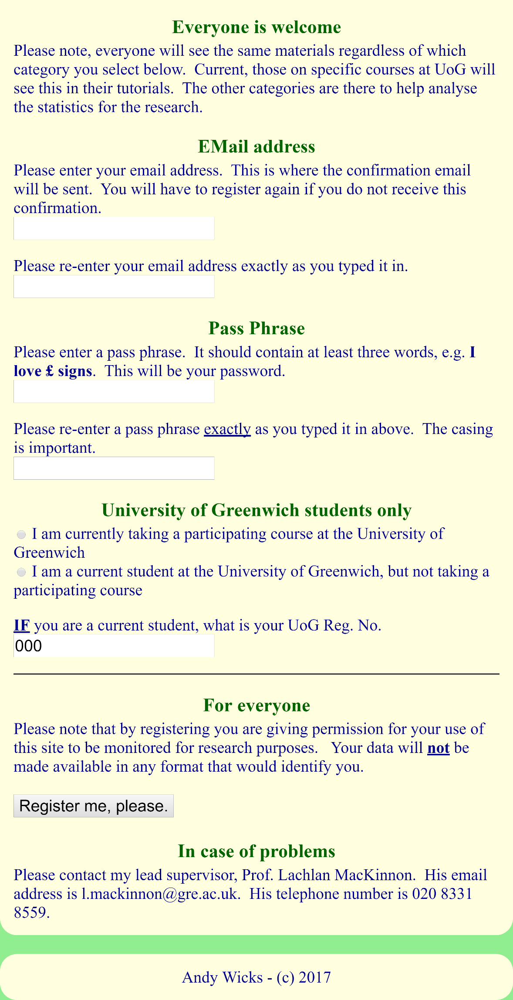 Everyone is welcome
Please note, everyone will see the same materials regardless of which
category you select below.  Current, those on specific courses at UoG will
see this in their tutorials.  The other categories are there to help analyse
the statistics for the research.
EMail address
Please enter your email address.  This is where the confirmation email
will be sent.  You will have to register again if you do not receive this
confirmation.
Please re-enter your email address exactly as you typed it in.
Pass Phrase
Please enter a pass phrase.  It should contain at least three words, e.g. I
love £ signs.  This will be your password.
Please re-enter a pass phrase exactly as you typed it in above.  The casing
is important.
University of Greenwich students only
I am currently taking a participating course at the University of
Greenwich
I am a current student at the University of Greenwich, but not taking a
participating course
IF you are a current student, what is your UoG Reg. No.
000
For everyone
Please note that by registering you are giving permission for your use of
this site to be monitored for research purposes.   Your data will not be
made available in any format that would identify you.
Register me, please.
In case of problems
Please contact my lead supervisor, Prof. Lachlan MacKinnon.  His email
address is l.mackinnon@gre.ac.uk.  His telephone number is 020 8331
8559.
Andy Wicks - (c) 2017